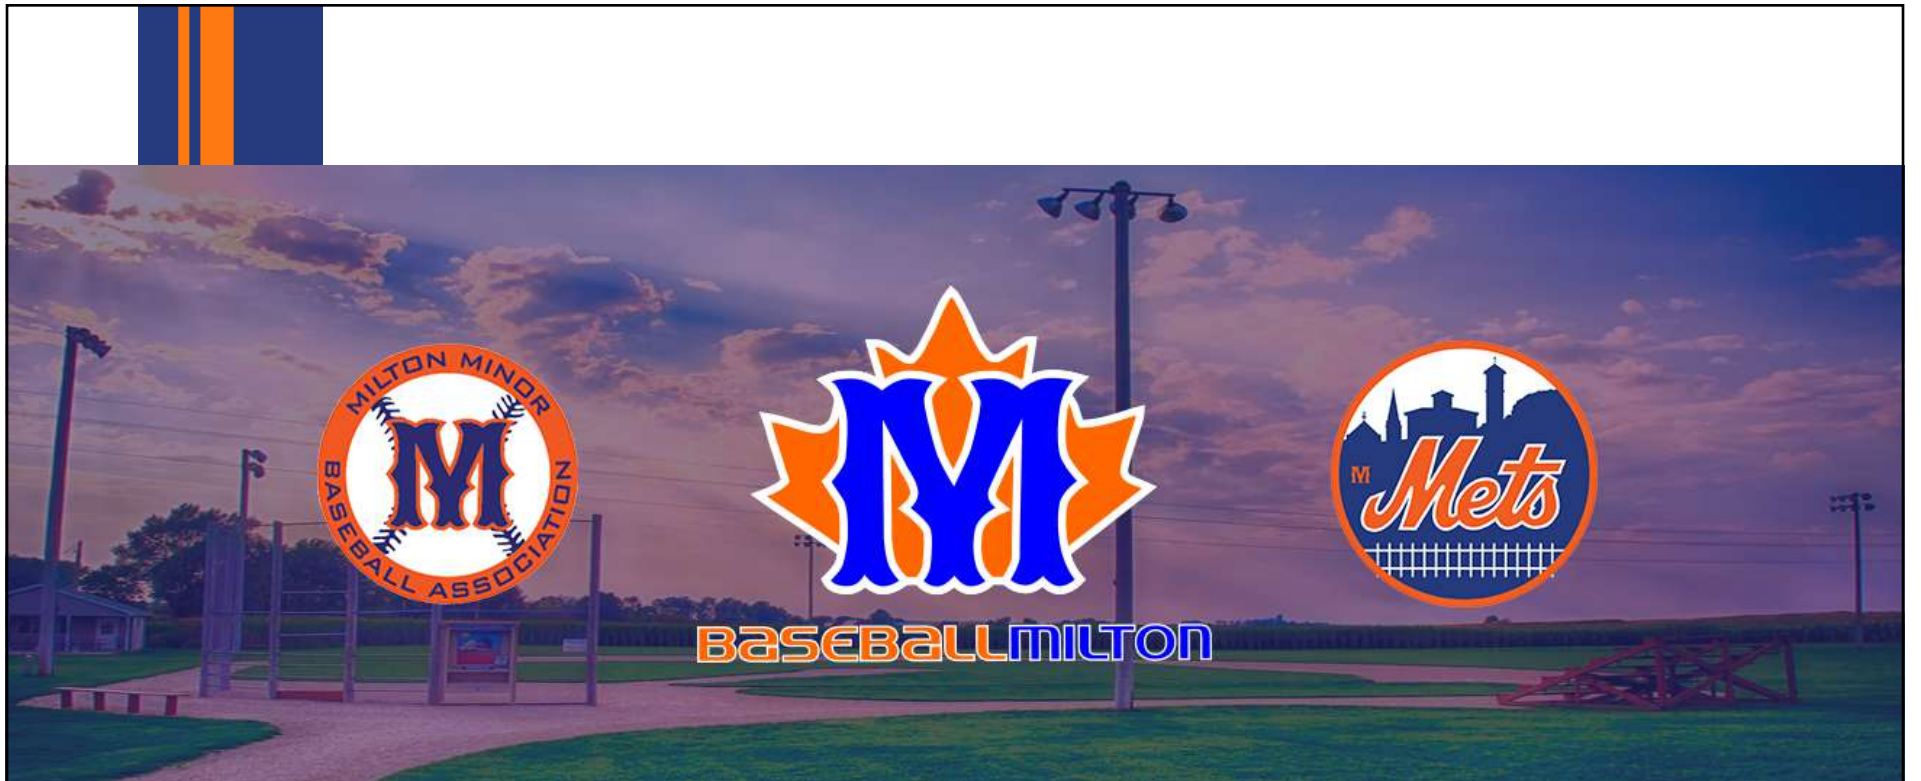 MILTON MINOR
BASEBALL ASSOCIATION
M
M
BASEBALLMILTON
M
Mets